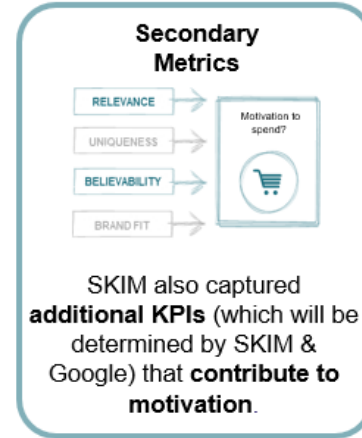 Secondary
Metrics
RELEVANCE
UNIQUENESS
BELIEVABILITY
BRAND FIT
Motivation to
spend?
SKIM also captured
additional KPIs (which will be
determined by SKIM &
Google) that contribute to
motivation.